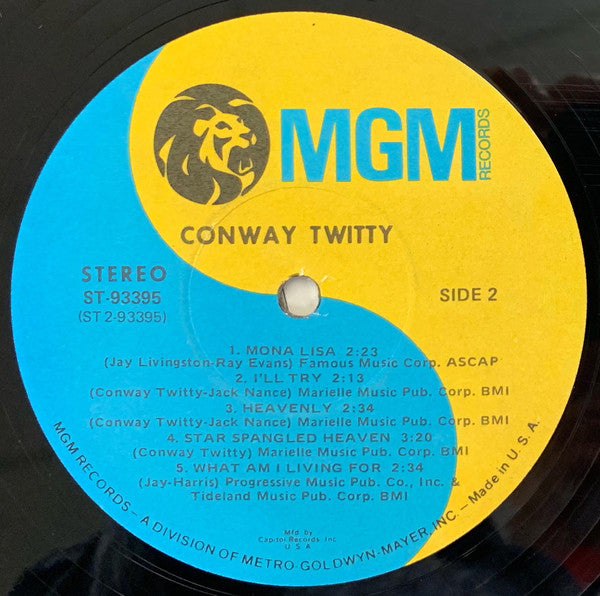 MGM
RECORDS
CONWAY TWITTY
STEREO
ST-93395
(ST 2-93395)
SIDE 2
1. MONA LISA 2:23
(Jay Livingston-Ray Evans) Famous Music Corp. ASCAP
2. I'LL TRY 2:13
(Conway Twitty-Jack Nance) Marielle Music Pub. Corp. BMI
3. HEAVENLY 2:34
(Conway Twitty-Jack Nance) Marielle Music Pub. Corp. BMI
4. STAR SPANGLED HEAVEN 3:20
(Conway Twitty) Marielle Music Pub. Corp. BMI
5. WHAT AM I LIVING FOR 2:34
(Jay-Harris) Progressive Music Pub. Co., Inc. &
Tideland Music Pub. Corp. BMI
Mfd by
Capitol Records Inc
U S A
MGM RECORDS – A DIVISION OF METRO-GOLDWYN-MAYER, INC. – Made in U.S.A.